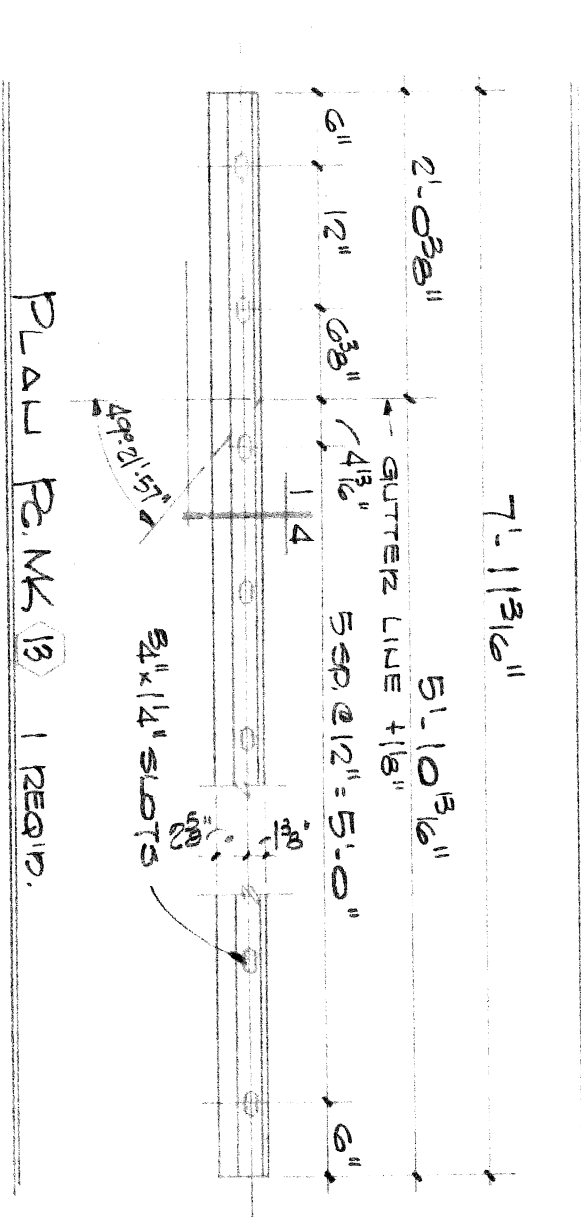 7'-11 3/16"
2'-0 3/8" 5'-10 13/16"
GUTTER LINE +1/8"
6" 12" 6 3/8" 4 13/16" 5 SP. @ 12" = 5'-0" 6"
1
4
2 5/8" 1 3/8"
49°·21'·57"
3/4" x 1 1/4" SLOTS
PLAN PC. MK 13 1 REQ'D.